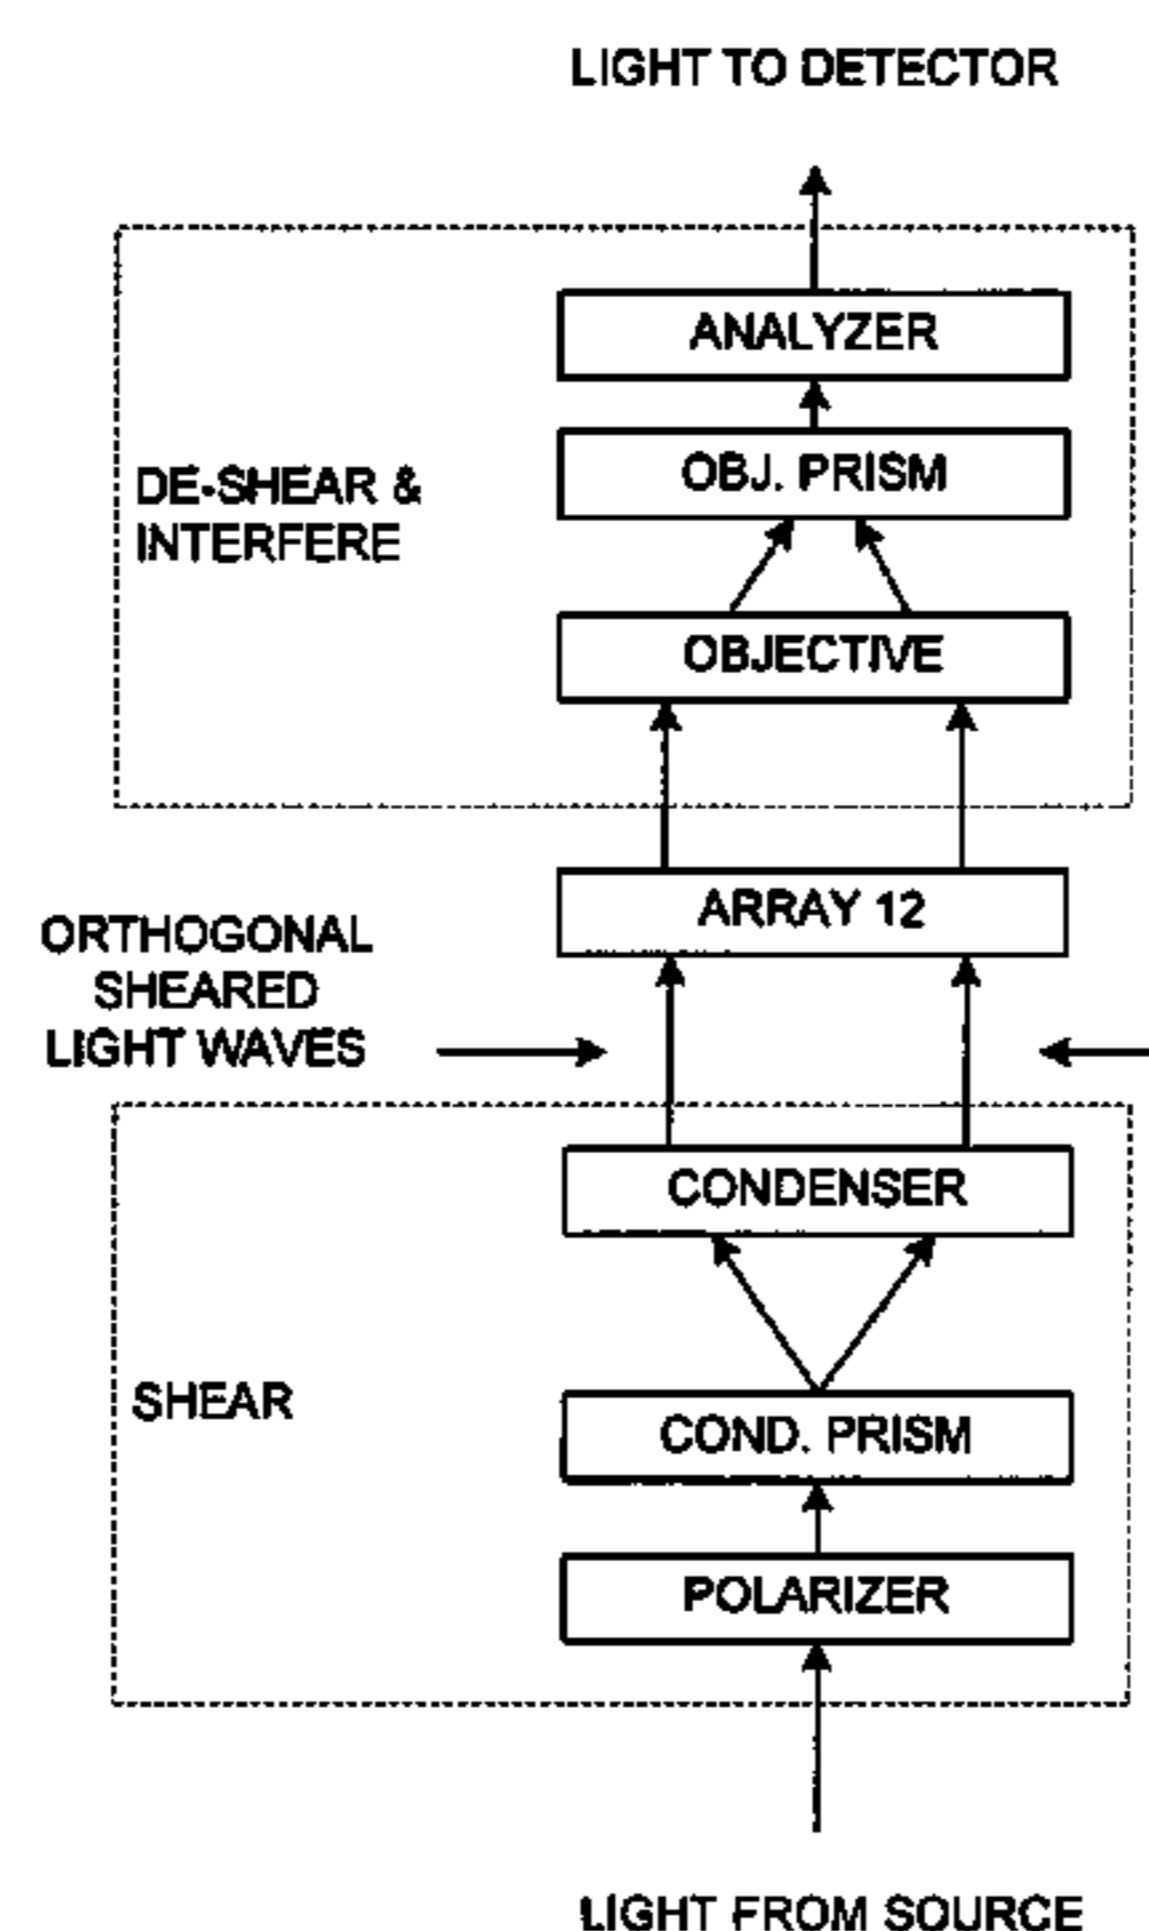 LIGHT TO DETECTOR
ANALYZER
OBJ. PRISM
DE-SHEAR &
INTERFERE
OBJECTIVE
ARRAY 12
ORTHOGONAL
SHEARED
LIGHT WAVES
CONDENSER
SHEAR
COND. PRISM
POLARIZER
LIGHT FROM SOURCE